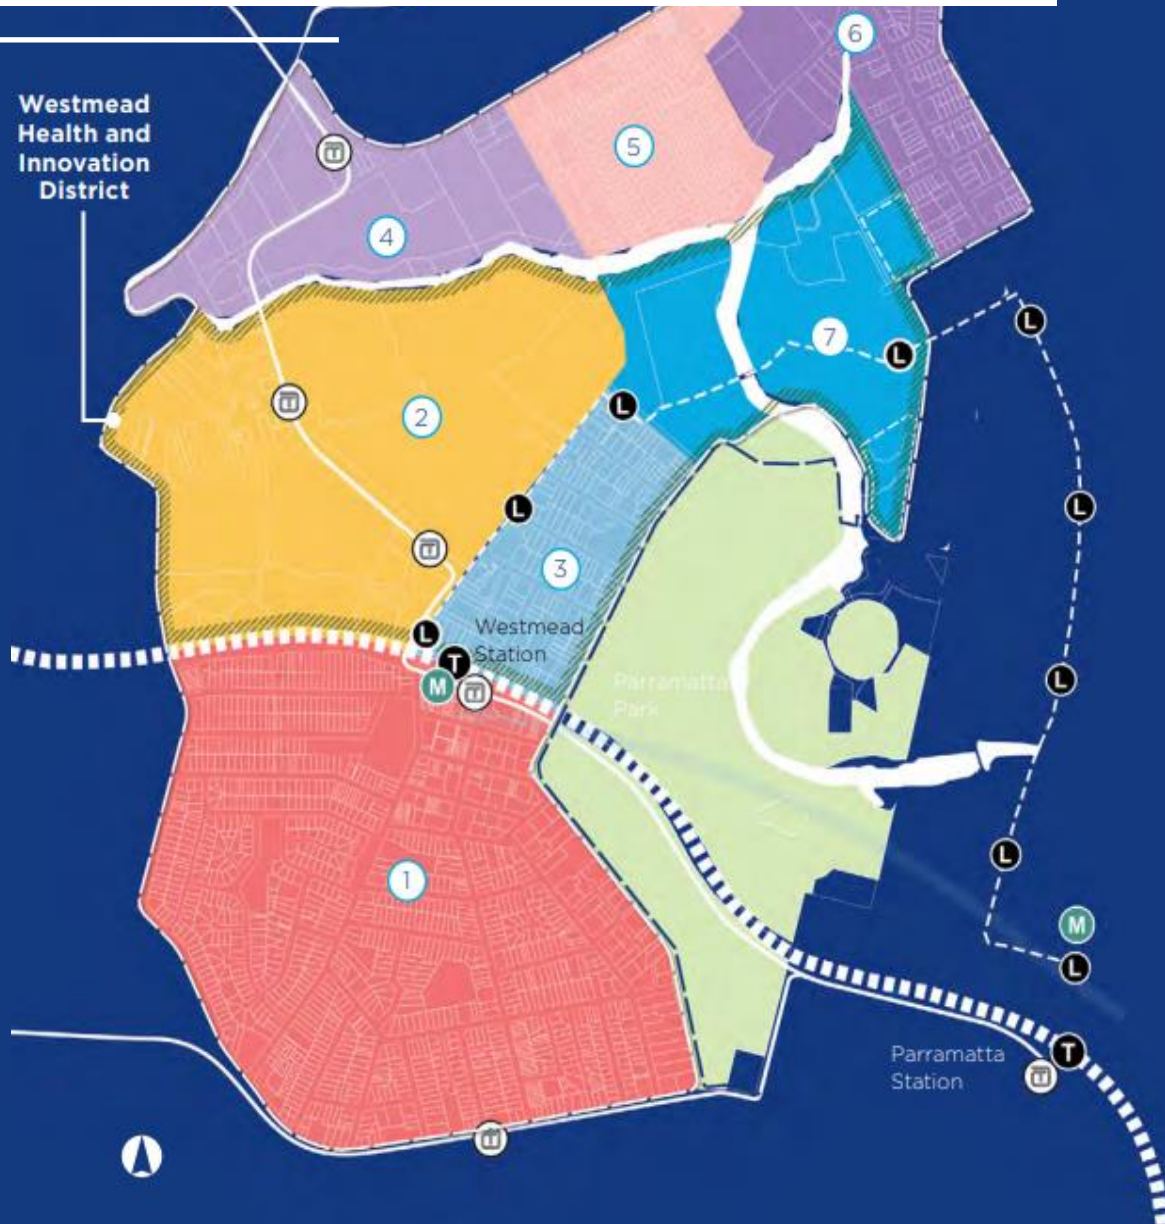 6
Westmead
Health and
Innovation
District
5
4
L
7
L
2
L
L
L
3
L
Westmead
Station
T
M
Parramatta
Park
L
L
1
L
M
L
Parramatta
Station
T